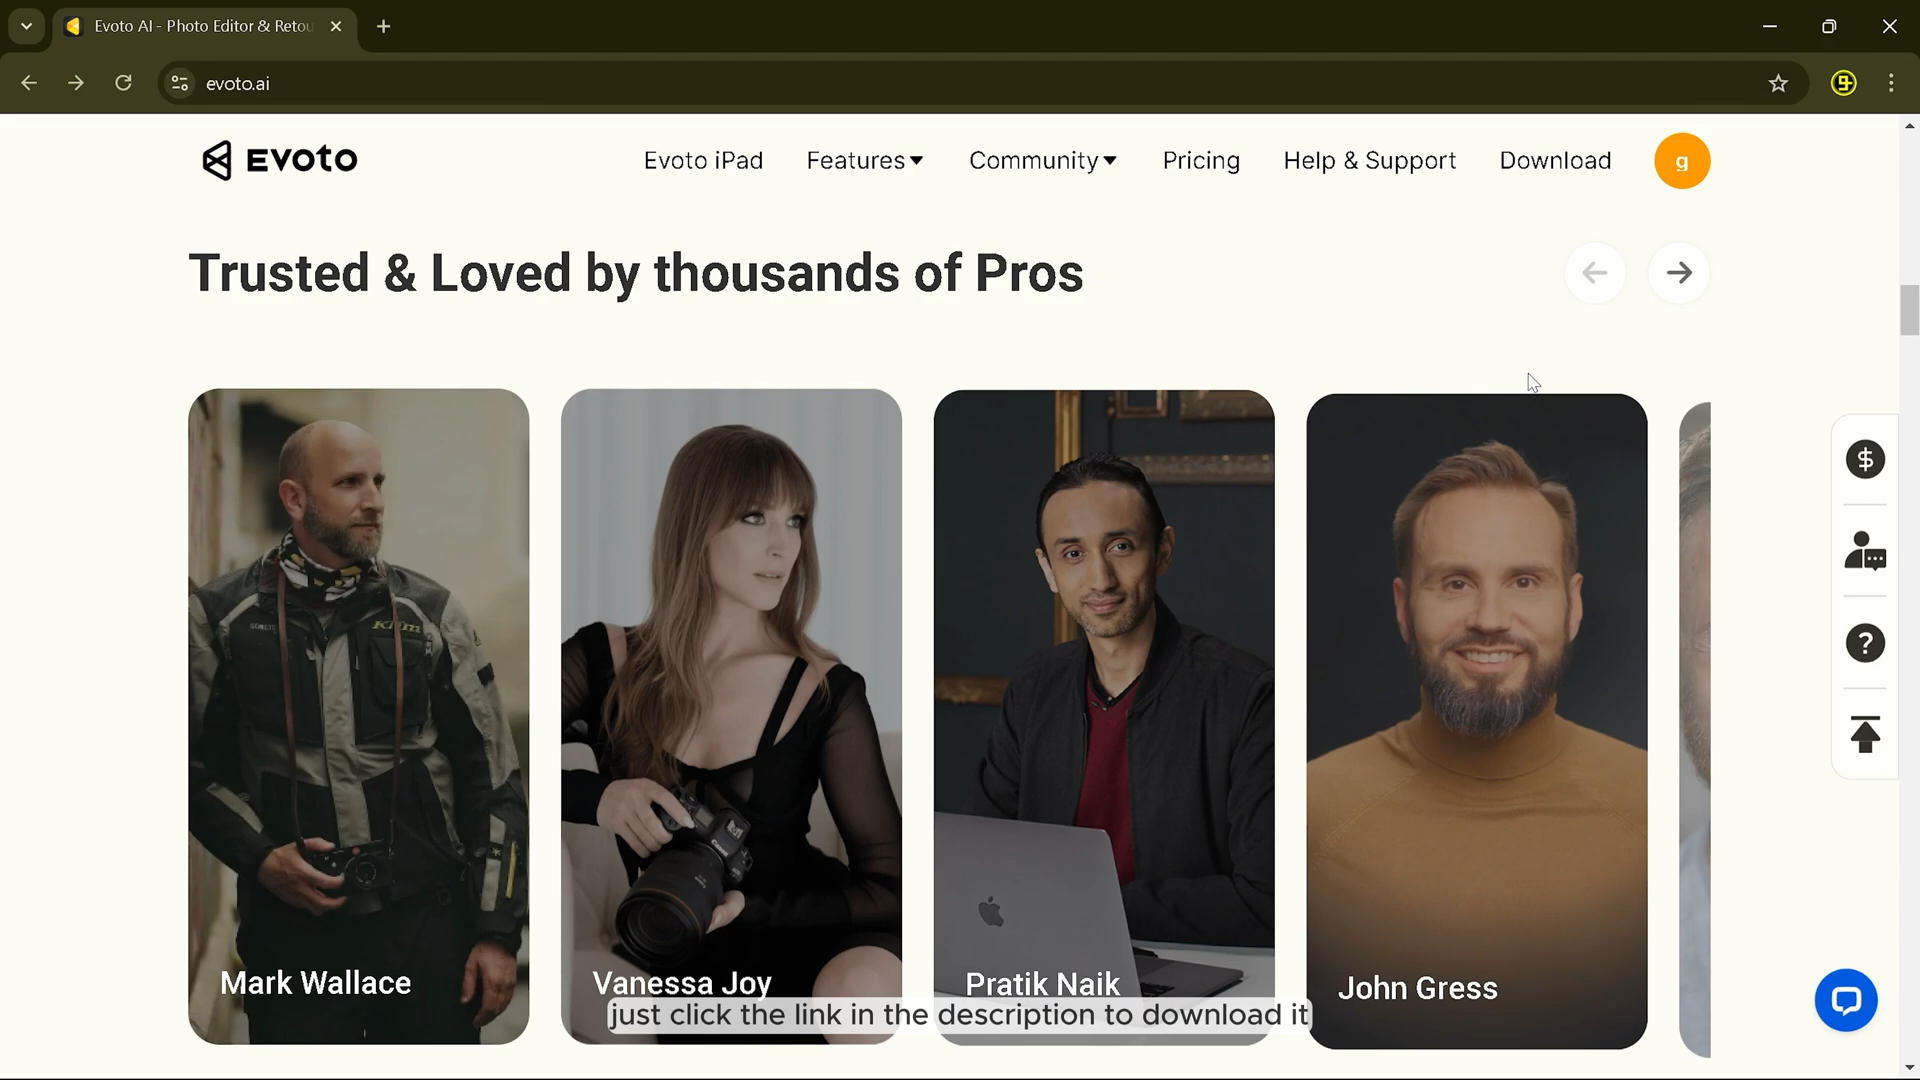 Evoto AI - Photo Editor & Retou
evoto.ai
EVOTO
Evoto iPad
Features
Community
Pricing
Help & Support
Download
g
Trusted & Loved by thousands of Pros
KLIM
Canon
Mark Wallace
Vanessa Joy
Pratik Naik
John Gress
just click the link in the description to download it